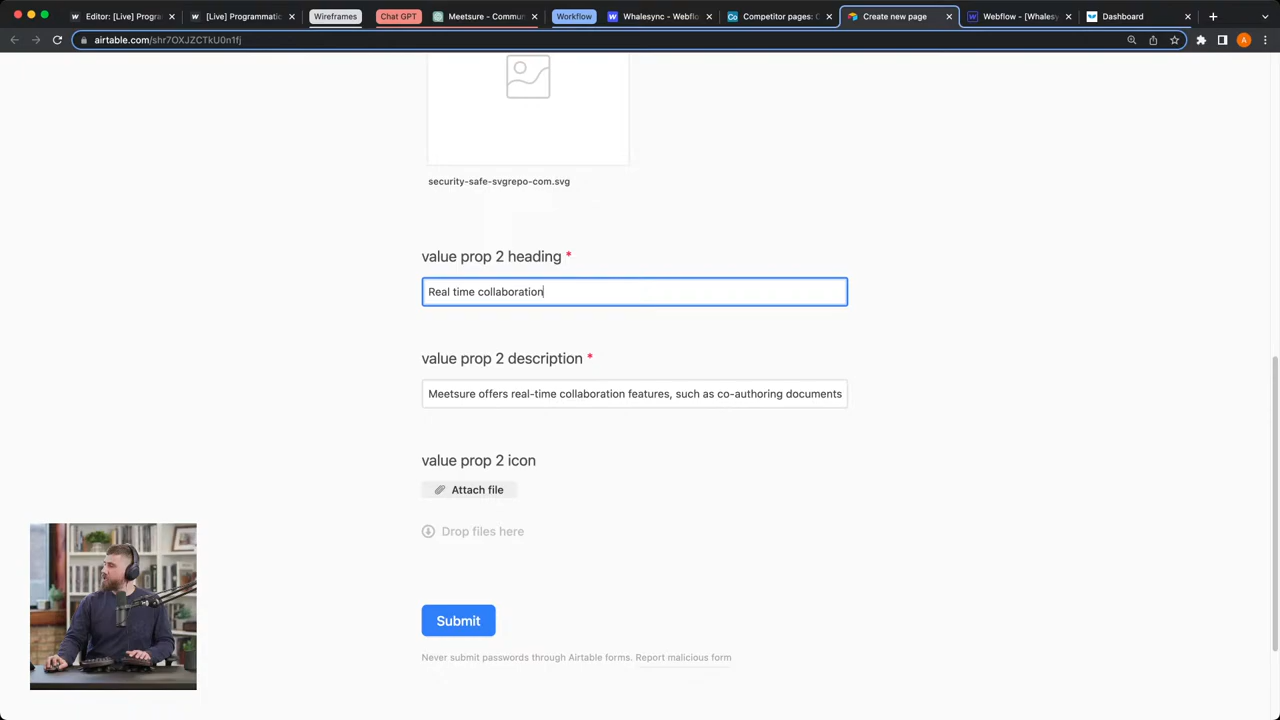 Editor: [Live] Progra
[Live] Programmatic
Wireframes
Chat GPT
Meetsure - Commun
Workflow
Whalesync - Webflo
Competitor pages: C
Create new page
Webflow - [Whales
Dashboard
airtable.com/shr7OXJZCTkU0n1fj
A
security-safe-svgrepo-com.svg
value prop 2 heading *
Real time collaboration
value prop 2 description *
Meetsure offers real-time collaboration features, such as co-authoring documents
value prop 2 icon
Attach file
Drop files here
Submit
Never submit passwords through Airtable forms. Report malicious form